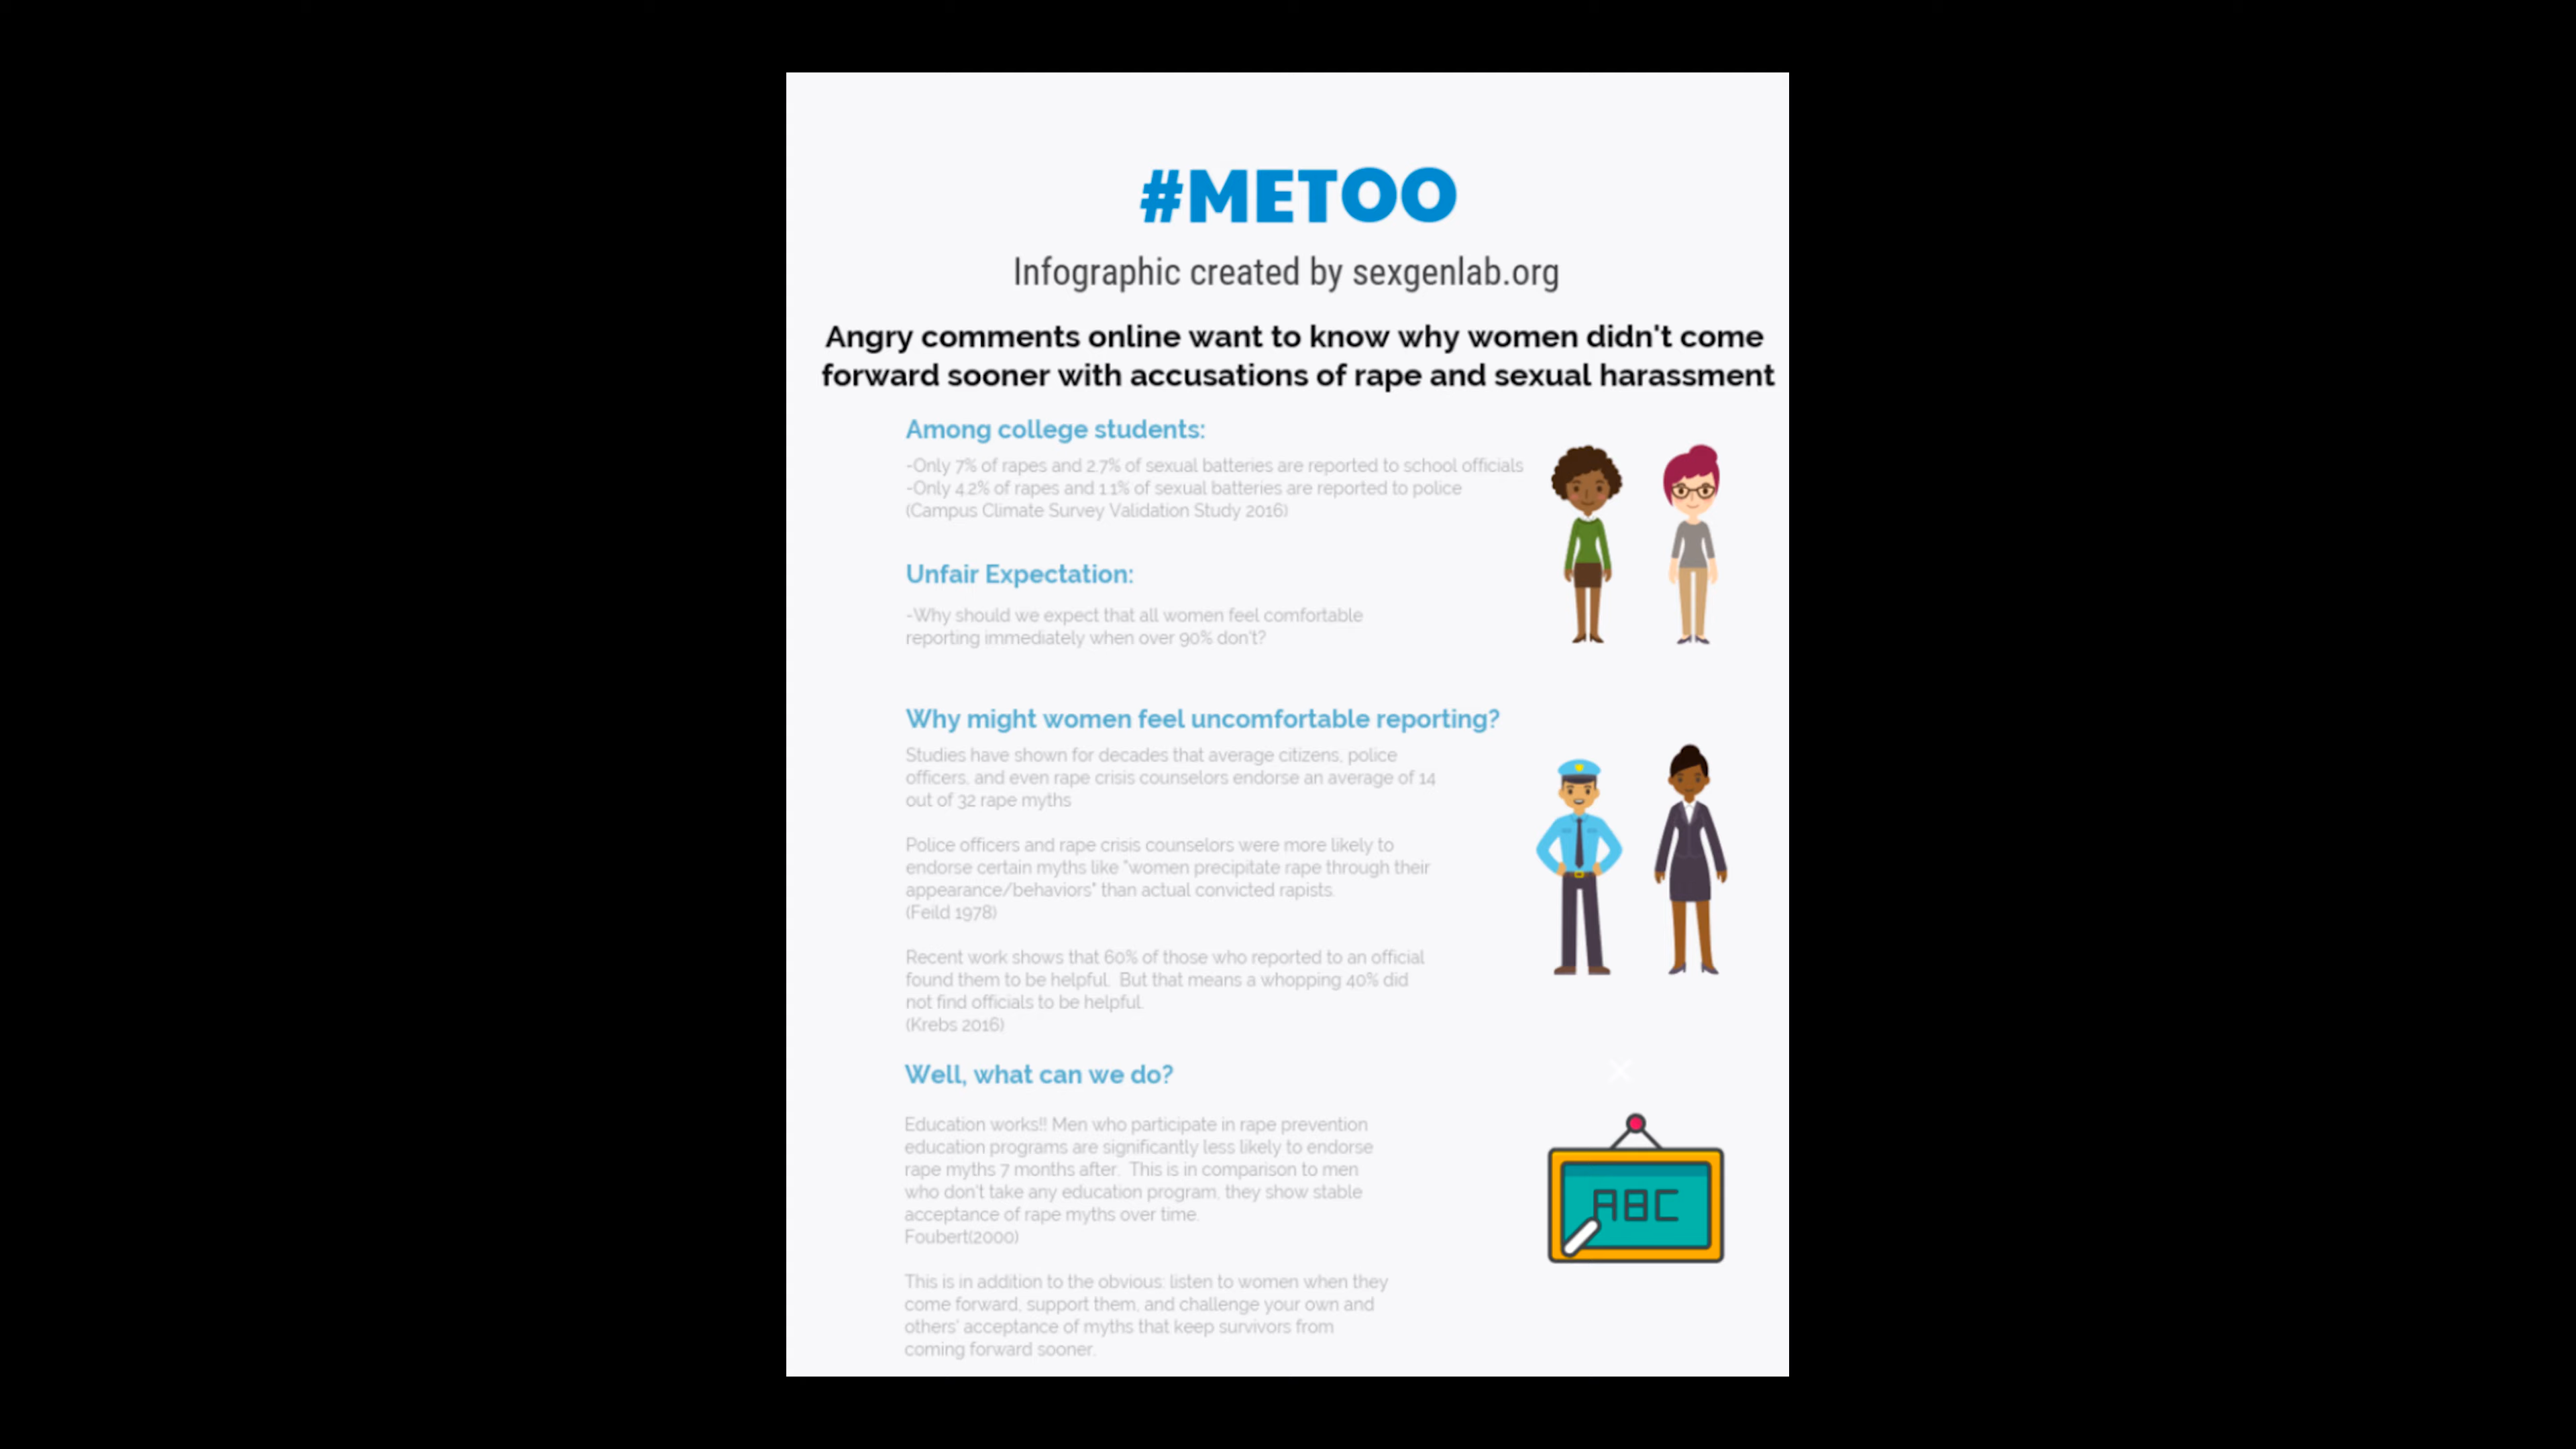 #METOO
Infographic created by sexgenlab.org
Angry comments online want to know why women didn't come
forward sooner with accusations of rape and sexual harassment
Among college students:
-Only 7% of rapes and 2.7% of sexual batteries are reported to school officials
-Only 4.2% of rapes and 1.1% of sexual batteries are reported to police
(Campus Climate Survey Validation Study 2016)
Unfair Expectation:
-Why should we expect that all women feel comfortable
reporting immediately when over 90% don't?
Why might women feel uncomfortable reporting?
Studies have shown for decades that average citizens, police
officers, and even rape crisis counselors endorse an average of 14
out of 32 rape myths
Police officers and rape crisis counselors were more likely to
endorse certain myths like "women precipitate rape through their
appearance/behaviors" than actual convicted rapists.
(Feild 1978)
Recent work shows that 60% of those who reported to an official
found them to be helpful. But that means a whopping 40% did
not find officials to be helpful.
(Krebs 2016)
Well, what can we do?
Education works!! Men who participate in rape prevention
education programs are significantly less likely to endorse
rape myths 7 months after. This is in comparison to men
who don't take any education program, they show stable
acceptance of rape myths over time.
Foubert(2000)
ABC
This is in addition to the obvious: listen to women when they
come forward, support them, and challenge your own and
others' acceptance of myths that keep survivors from
coming forward sooner.